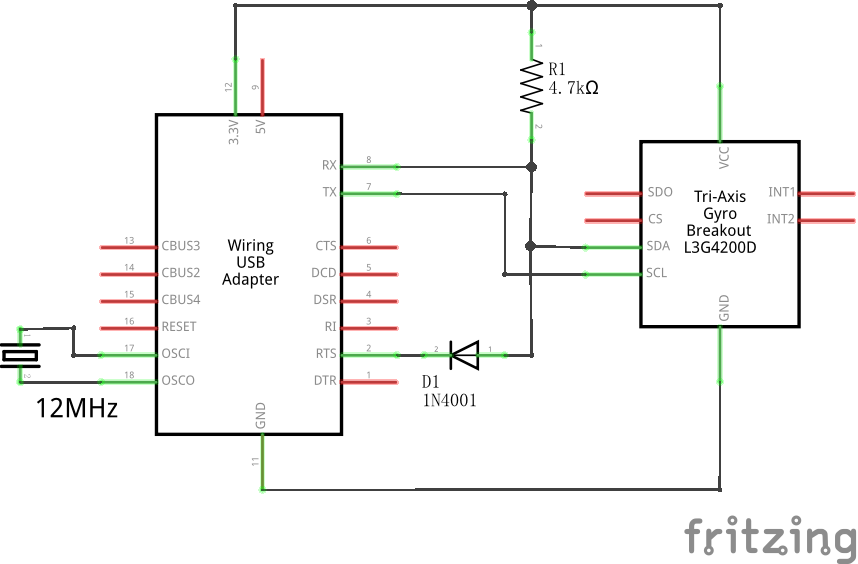 12
9
3.3V
5V
1
R1
4.7kΩ
2
RX
8
TX
7
VCC
SDO
INT1
CS
INT2
SDA
SCL
Tri-Axis
Gyro
Breakout
L3G4200D
GND
13
CBUS3
CTS
6
14
CBUS2
DCD
5
15
CBUS4
DSR
4
16
RESET
RI
3
17
OSCI
RTS
2
18
OSCO
DTR
1
Wiring
USB
Adapter
1
2
12MHz
2
1
D1
1N4001
GND
11
fritzing